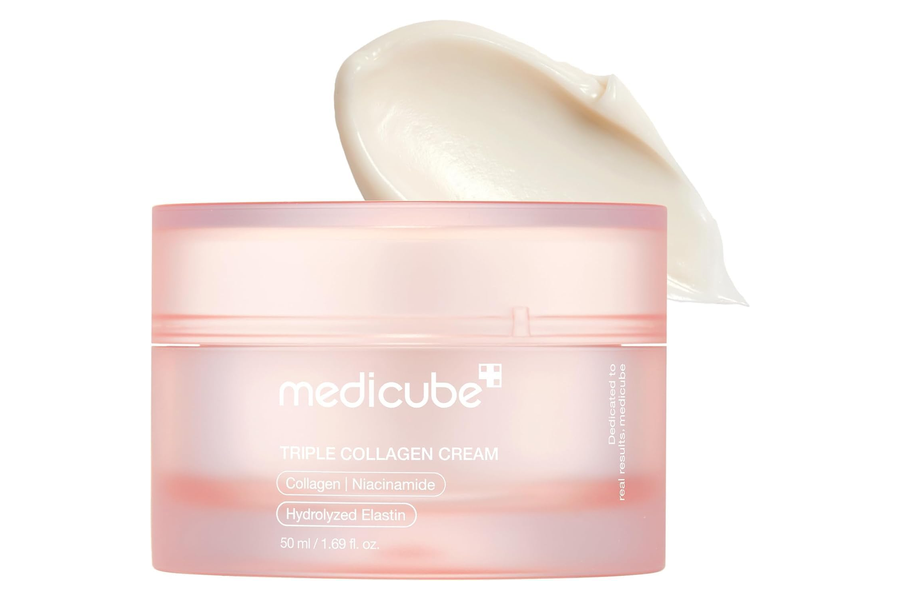 medicube
TRIPLE COLLAGEN CREAM
Collagen | Niacinamide
Hydrolyzed Elastin
50 ml / 1.69 fl. oz.
Dedicated to
real results, medicube